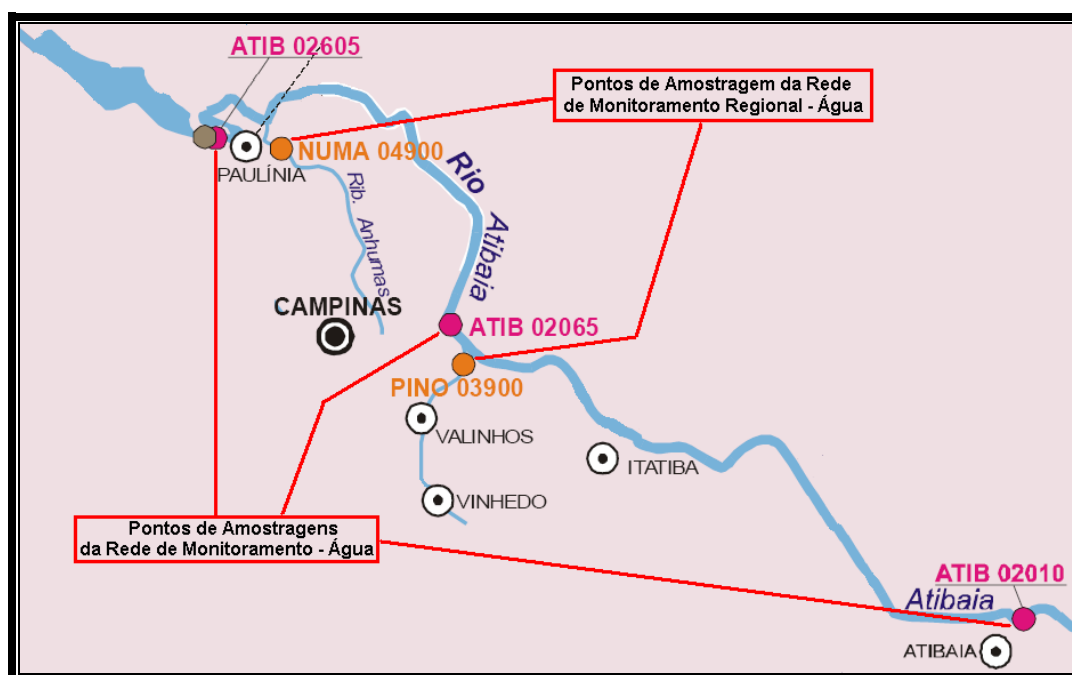 ATIB 02605
Pontos de Amostragem da Rede
de Monitoramento Regional - Água
NUMA 04900
PAULÍNIA
Rio Atibaia
Rib. Anhumas
CAMPINAS
ATIB 02065
PINO 03900
VALINHOS
ITATIBA
VINHEDO
Pontos de Amostragens
da Rede de Monitoramento - Água
ATIB 02010
Atibaia
ATIBAIA